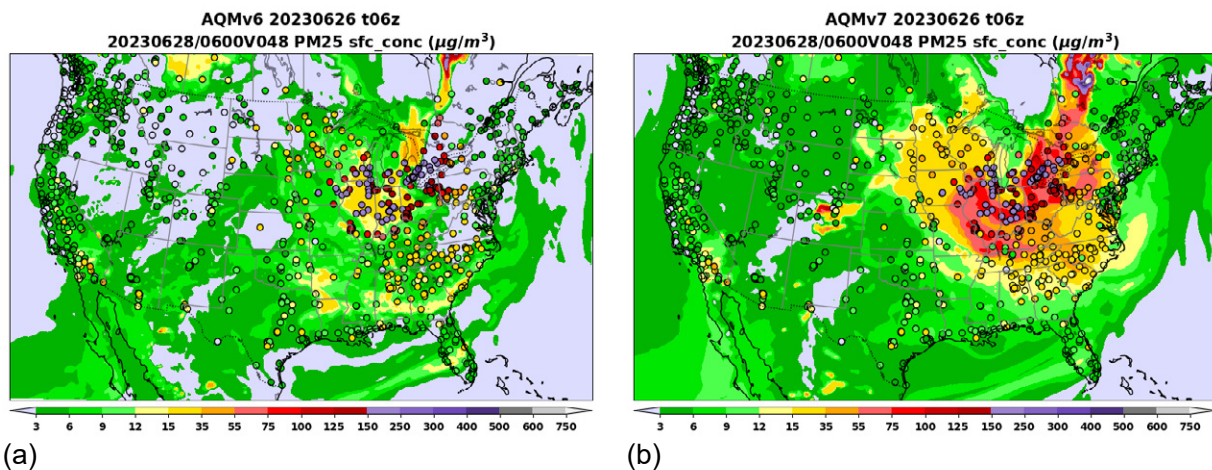 AQMv6 20230626 t06z
20230628/0600V048 PM25 sfc_conc (μg/m³)
3 6 9 12 15 35 55 75 100 125 150 250 300 400 500 600 750
(a)
AQMv7 20230626 t06z
20230628/0600V048 PM25 sfc_conc (μg/m³)
3 6 9 12 15 35 55 75 100 125 150 250 300 400 500 600 750
(b)